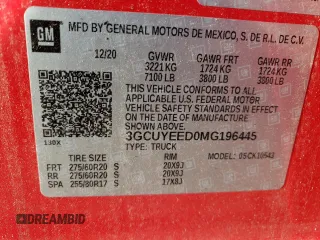 GM
MFD BY GENERAL MOTORS DE MEXICO, S. DE R.L. DE C.V.
12/20 GVWR GAWR FRT GAWR RR
3221 KG 1724 KG 1724 KG
7100 LB 3800 LB 3800 LB
THIS VEHICLE CONFORMS TO ALL APPLICABLE
U.S. FEDERAL MOTOR
VEHICLE SAFETY STANDARDS IN EFFECT ON
THE DATE OF MANUFACTURE SHOWN ABOVE.
3GCUYEED0MG196445
TYPE: TRUCK
MODEL:
TIRE SIZE RIM
FRT 275/60R20 S 20X9J
RR 275/60R20 S 20X9J
SPA 255/80R17 S 17X8J
DREAMBID